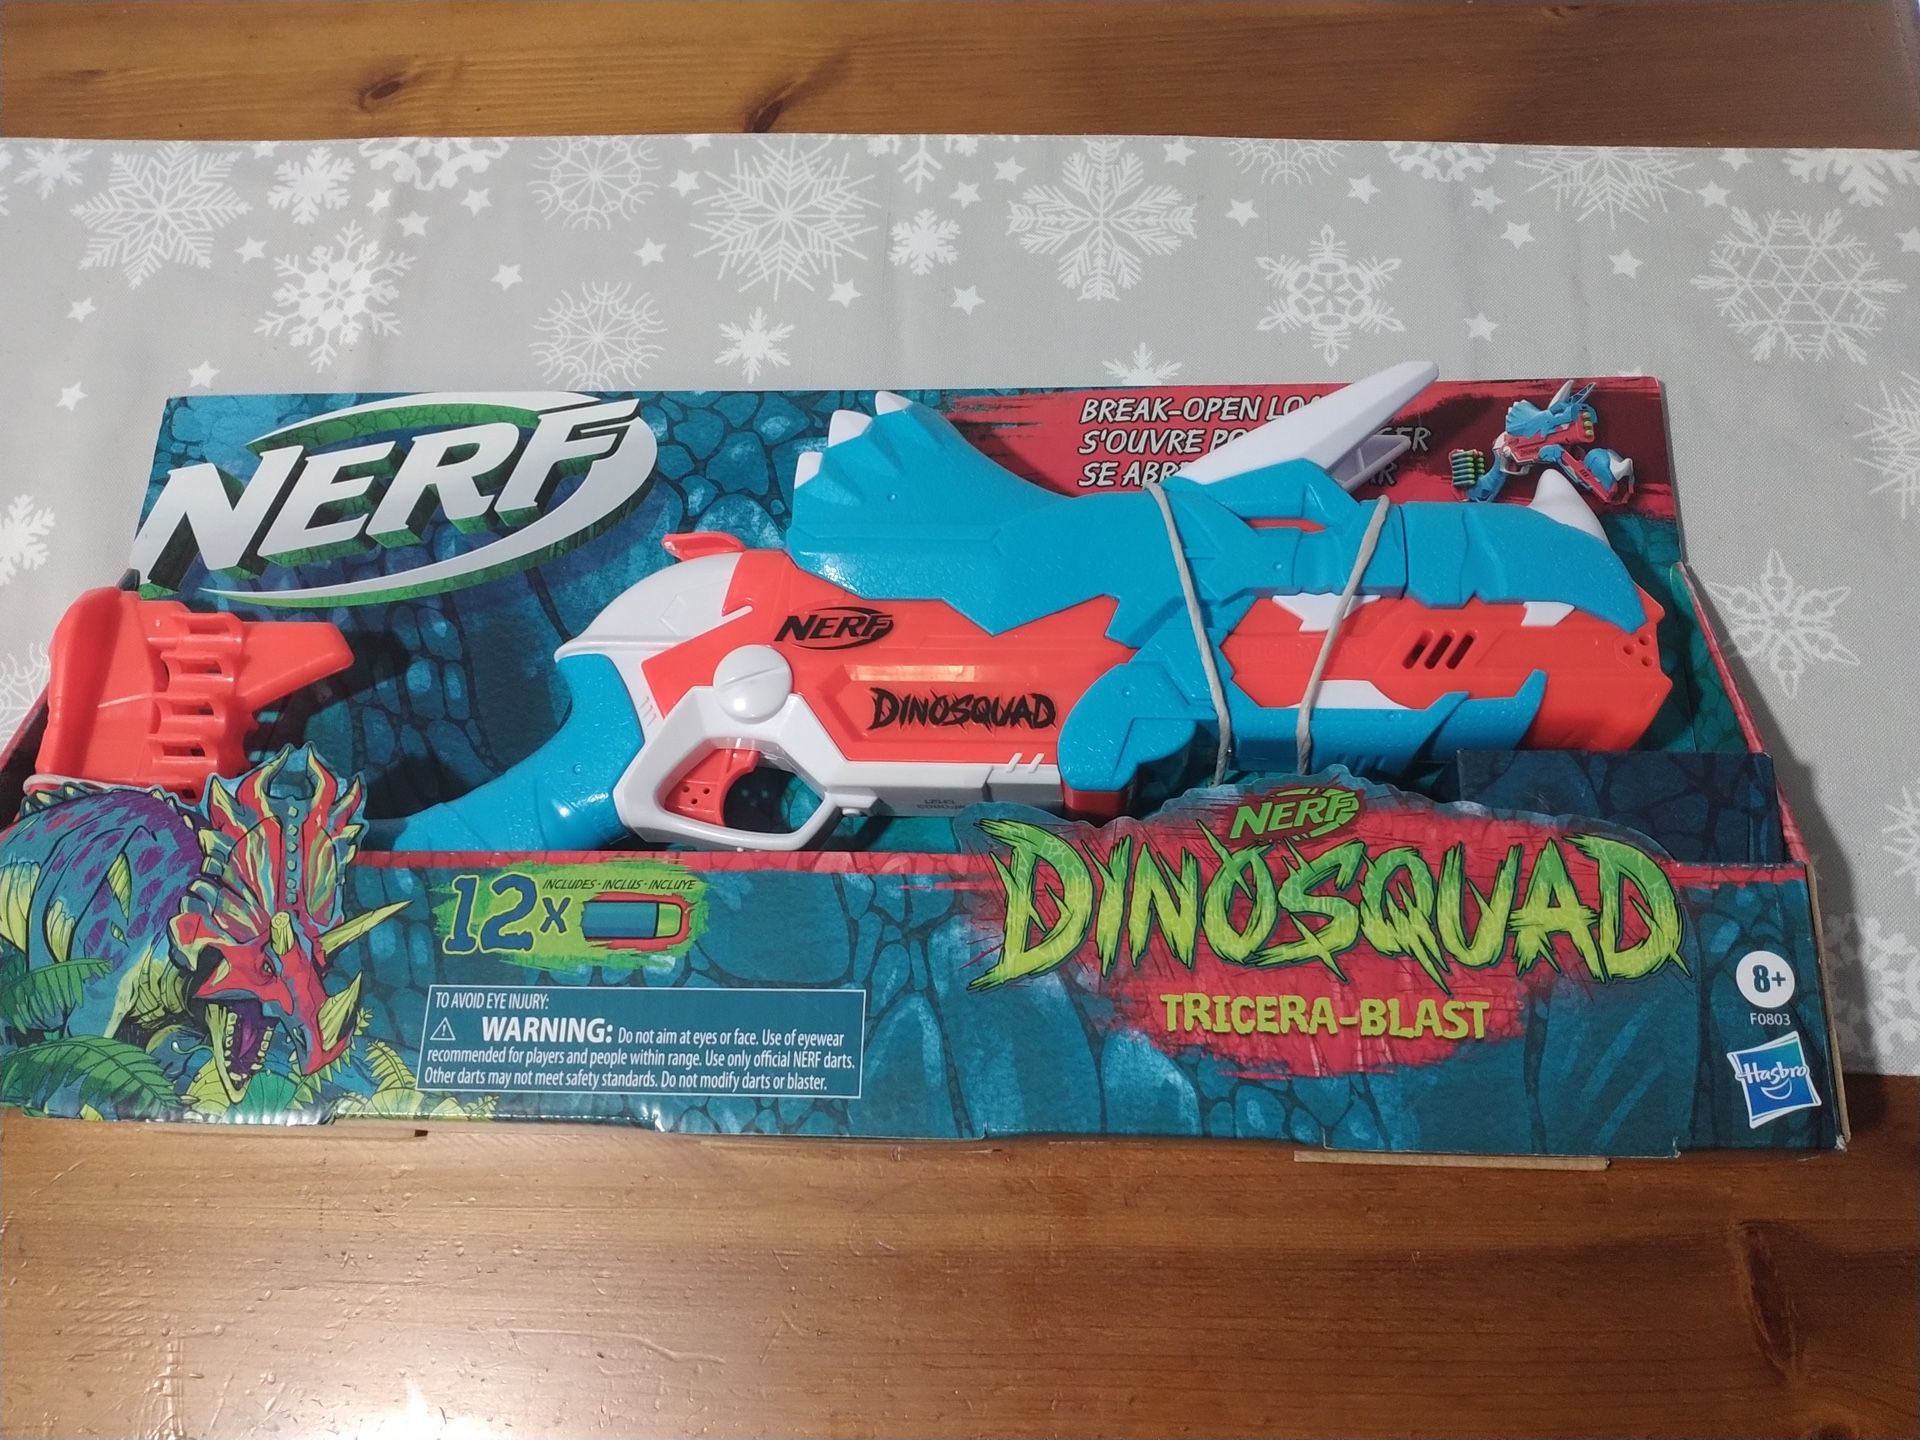 NERF
BREAK-OPEN
S'OUVRE
SE
NERF
DINOSQUAD
NERF
DINOSQUAD
TRICERA-BLAST
12x
INCLUDES · INCLUS · INCLUYE
TO AVOID EYE INJURY:
WARNING: Do not aim at eyes or face. Use of eyewear
recommended for players and people within range. Use only official NERF darts.
Other darts may not meet safety standards. Do not modify darts or blaster.
8+
F0803
Hasbro